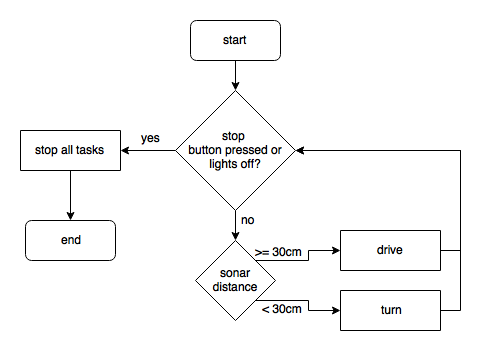 start
stop
button pressed or
lights off?
yes
stop all tasks
no
end
>= 30cm
drive
sonar
distance
< 30cm
turn